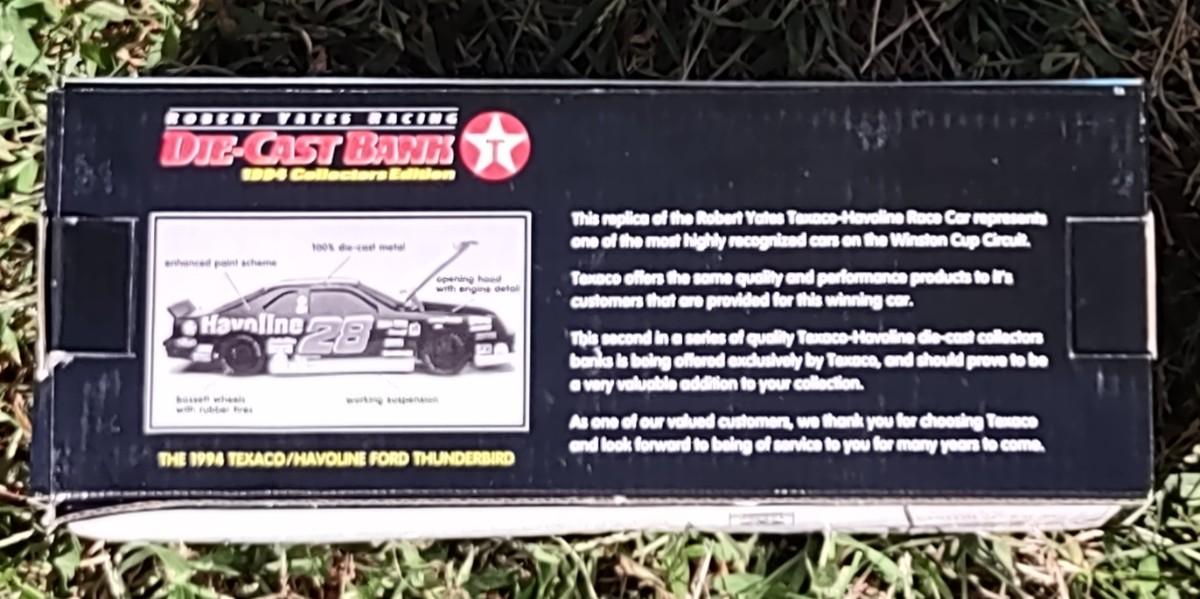 ROBERT YATES RACING
DIE-CAST BANK
1994 Collectors Edition
T
100% die-cast metal
enhanced paint scheme
opening hood
with engine detail
Havoline 28
bassett wheels
with rubber tires
working suspension
THE 1994 TEXACO/HAVOLINE FORD THUNDERBIRD
This replica of the Robert Yates Texaco-Havoline Race Car represents
one of the most highly recognized cars on the Winston Cup Circuit.
Texaco offers the same quality and performance products to it's
customers that are provided for this winning car.
This second in a series of quality Texaco-Havoline die-cast collectors
banks is being offered exclusively by Texaco, and should prove to be
a very valuable addition to your collection.
As one of our valued customers, we thank you for choosing Texaco
and look forward to being of service to you for many years to come.